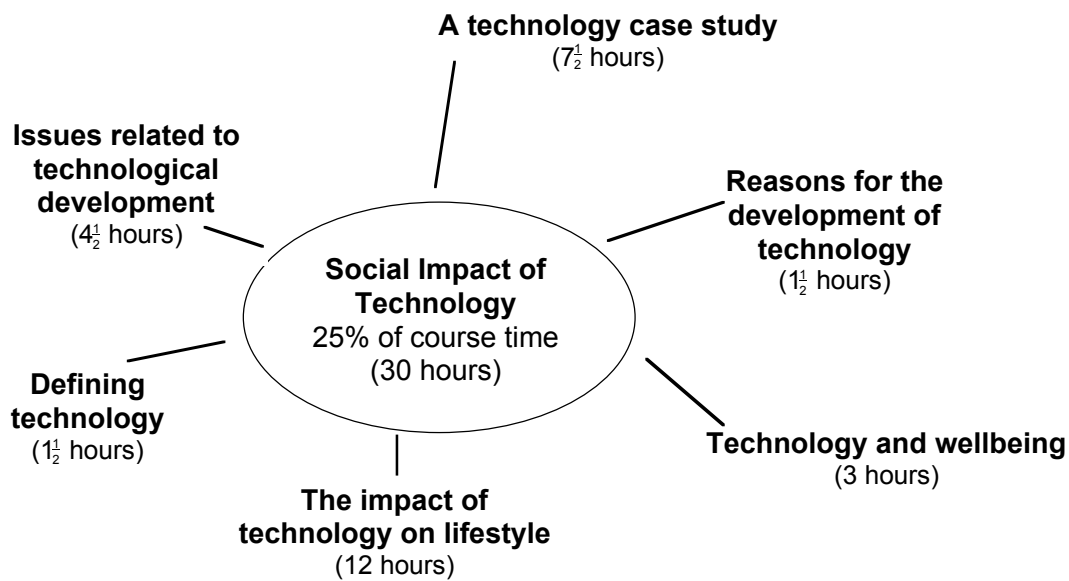 A technology case study
(7½ hours)
Issues related to
technological
development
(4½ hours)
Reasons for the
development of
technology
(1½ hours)
Social Impact of
Technology
25% of course time
(30 hours)
Defining
technology
(1½ hours)
Technology and wellbeing
(3 hours)
The impact of
technology on lifestyle
(12 hours)